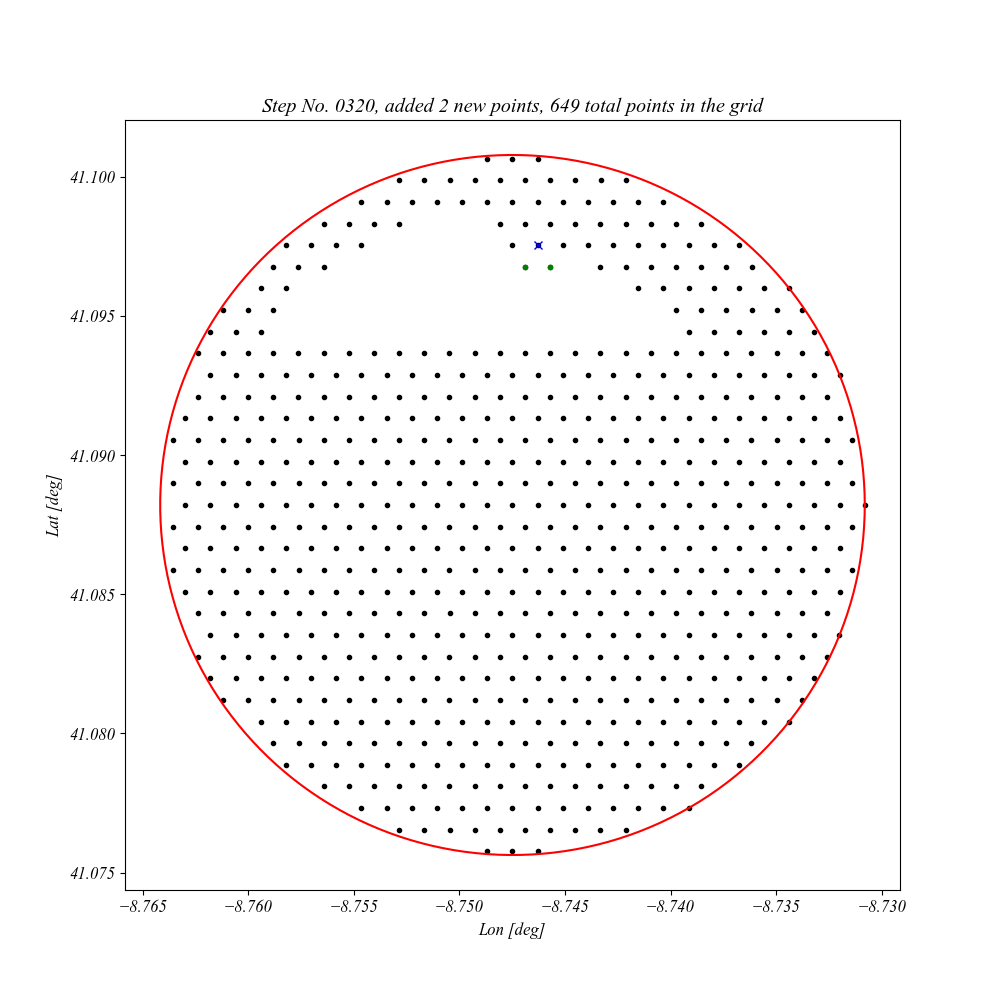 Step No. 0320, added 2 new points, 649 total points in the grid
41.100
41.095
41.090
41.085
41.080
41.075
Lat [deg]
−8.765 −8.760 −8.755 −8.750 −8.745 −8.740 −8.735 −8.730
Lon [deg]